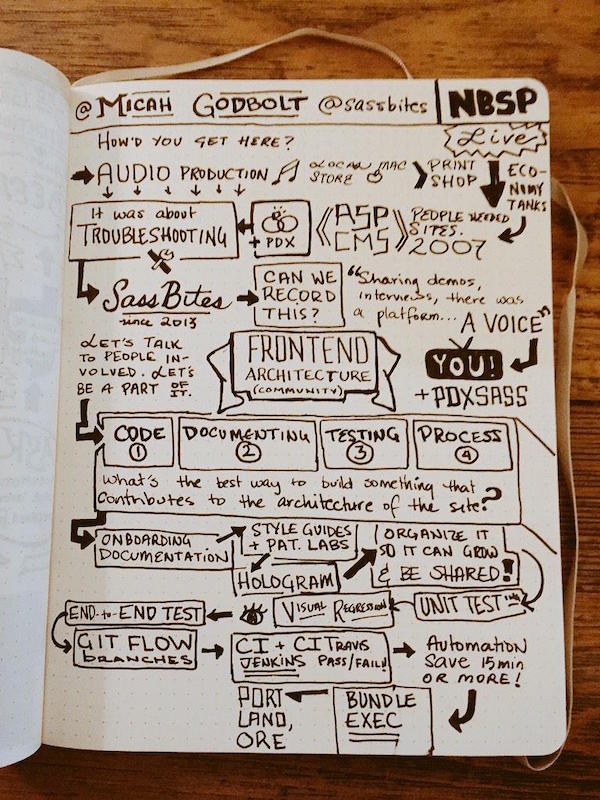 @MICAH GODBOLT @sassbites NBSP
Live
HOW'D YOU GET HERE?
AUDIO PRODUCTION
LOCAL MAC
STORE
PRINT
SHOP
ECO-
NOMY
TANKS
It was about
TROUBLESHOOTING
+ PDX
ASP
CMS
PEOPLE NEEDED
SITES.
2007
SassBites
since 2013
CAN WE
RECORD
THIS?
"Sharing demos,
interviews, there was
a platform...
A VOICE"
LET'S TALK
TO PEOPLE IN-
VOLVED. LET'S
BE A PART OF
IT.
FRONTEND
ARCHITECTURE
(COMMUNITY)
YOU!
+PDXSASS
CODE
1
DOCUMENTING
2
TESTING
3
PROCESS
4
What's the best way to build something that
contributes to the architecture of the site?
ONBOARDING
DOCUMENTATION
STYLE GUIDES
+ PAT. LABS
HOLOGRAM
ORGANIZE IT
SO IT CAN GROW
& BE SHARED!
END-to-END TEST
VISUAL REGRESSION
UNIT TESTING
GIT FLOW
BRANCHES
CI + CI TRAVIS
JENKINS PASS/FAIL!
Automation
Save 15 min
OR MORE!
PORT
LAND,
ORE
BUNDLE
EXEC